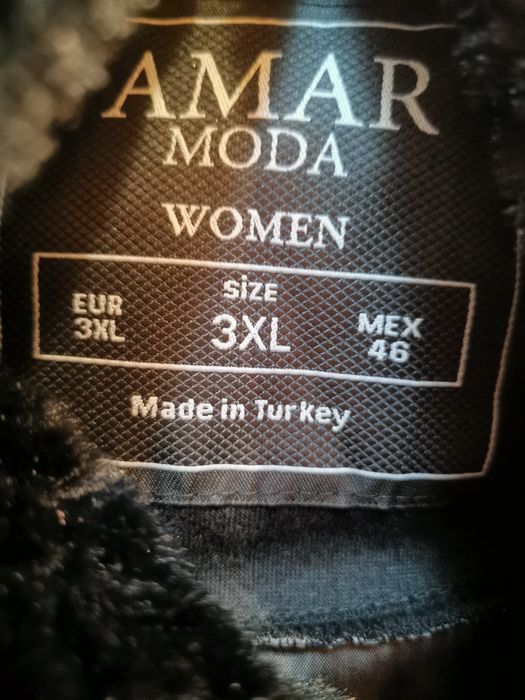 AMAR
MODA
WOMEN
EUR
3XL
SiZE
3XL
MEX
46
Made in Turkey